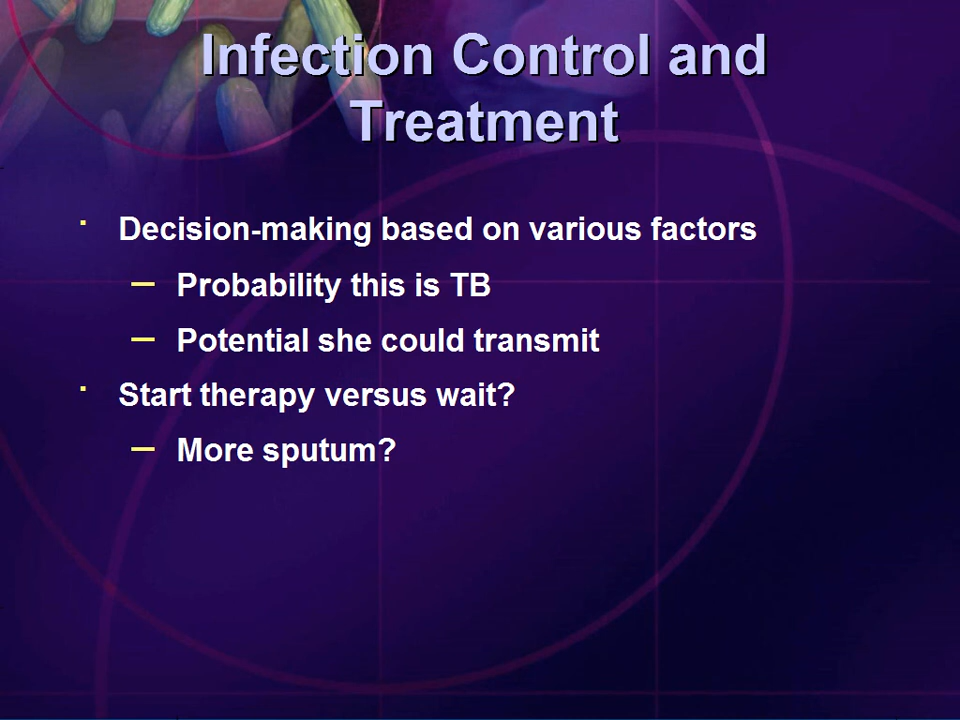 Infection Control and
Treatment
· Decision-making based on various factors
– Probability this is TB
– Potential she could transmit
· Start therapy versus wait?
– More sputum?